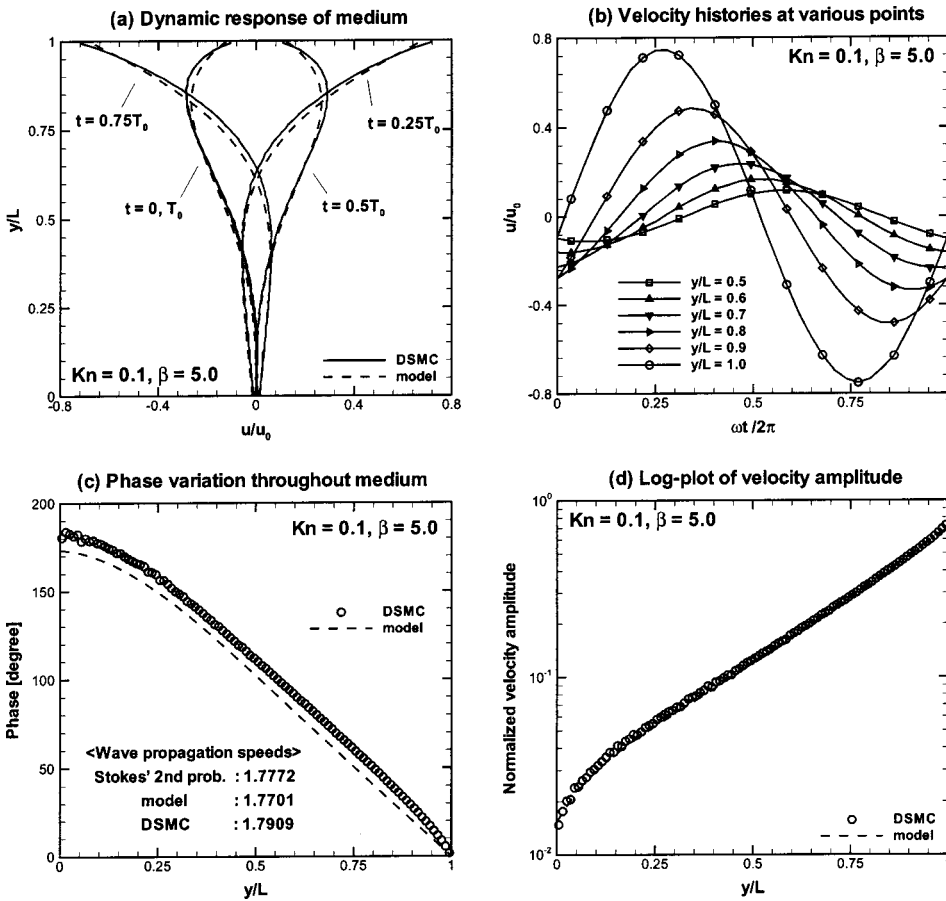 (a) Dynamic response of medium
1
0.75
0.5
0.25
0
y/L
t = 0.75T0
t = 0.25T0
t = 0, T0
t = 0.5T0
DSMC
model
Kn = 0.1, β = 5.0
-0.8
-0.4
0
0.4
0.8
u/u0
(b) Velocity histories at various points
0.8
0.4
0
-0.4
-0.8
u/u0
Kn = 0.1, β = 5.0
y/L = 0.5
y/L = 0.6
y/L = 0.7
y/L = 0.8
y/L = 0.9
y/L = 1.0
0
0.25
0.5
0.75
ωt /2π
(c) Phase variation throughout medium
200
150
100
50
0
Phase [degree]
Kn = 0.1, β = 5.0
DSMC
model
<Wave propagation speeds>
Stokes' 2nd prob. : 1.7772
model : 1.7701
DSMC : 1.7909
0
0.25
0.5
0.75
1
y/L
(d) Log-plot of velocity amplitude
10^0
10^-1
10^-2
Normalized velocity amplitude
Kn = 0.1, β = 5.0
DSMC
model
0
0.25
0.5
0.75
y/L